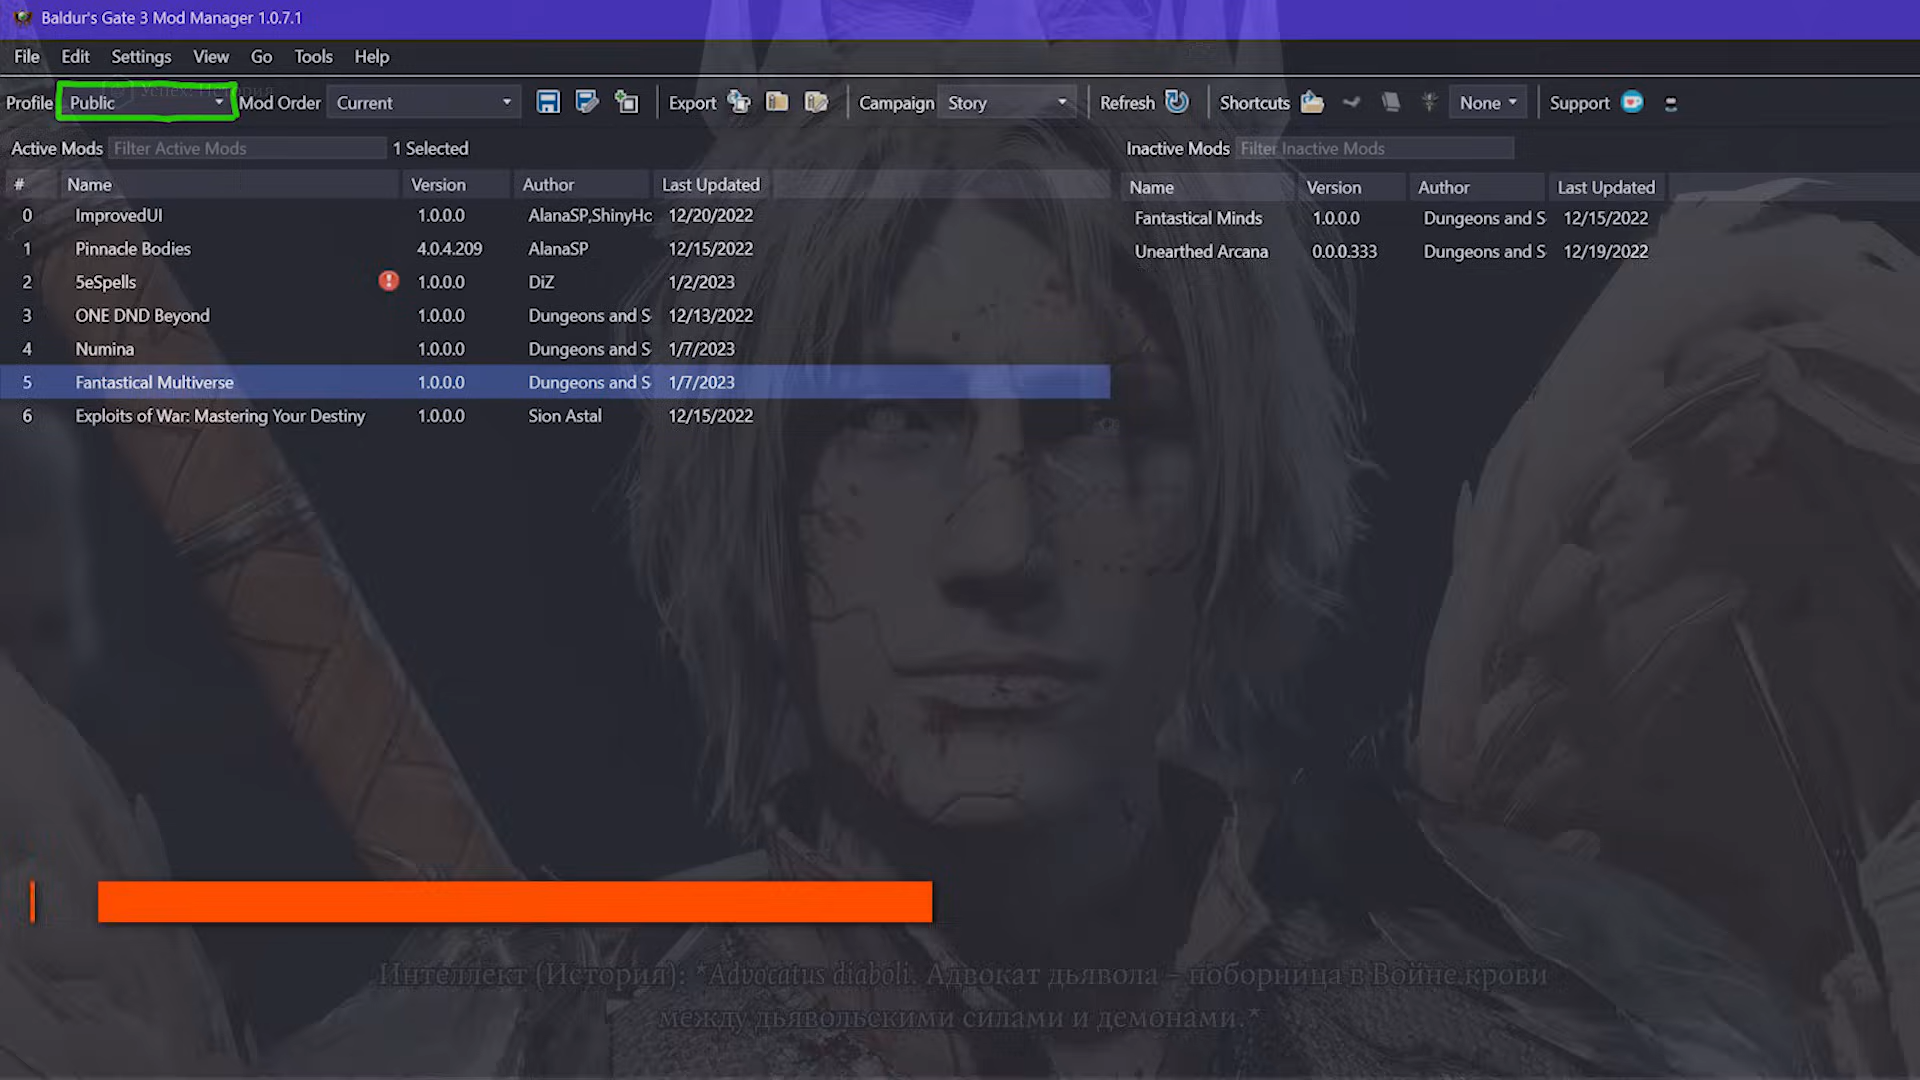 Baldur's Gate 3 Mod Manager 1.0.7.1
File Edit Settings View Go Tools Help
Успех: История
Profile Public Mod Order Current Export Campaign Story Refresh Shortcuts None Support
Active Mods Filter Active Mods 1 Selected Inactive Mods Filter Inactive Mods
# Name Version Author Last Updated Name Version Author Last Updated
0 ImprovedUI 1.0.0.0 AlanaSP,ShinyHo 12/20/2022 Fantastical Minds 1.0.0.0 Dungeons and S 12/15/2022
1 Pinnacle Bodies 4.0.4.209 AlanaSP 12/15/2022 Unearthed Arcana 0.0.0.333 Dungeons and S 12/19/2022
2 5eSpells 1.0.0.0 DiZ 1/2/2023
3 ONE DND Beyond 1.0.0.0 Dungeons and S 12/13/2022
4 Numina 1.0.0.0 Dungeons and S 1/7/2023
5 Fantastical Multiverse 1.0.0.0 Dungeons and S 1/7/2023
6 Exploits of War: Mastering Your Destiny 1.0.0.0 Sion Astal 12/15/2022
Интеллект (История): *Advocatus diaboli. Адвокат дьявола – поборница в Войне крови
между дьявольскими силами и демонами.*